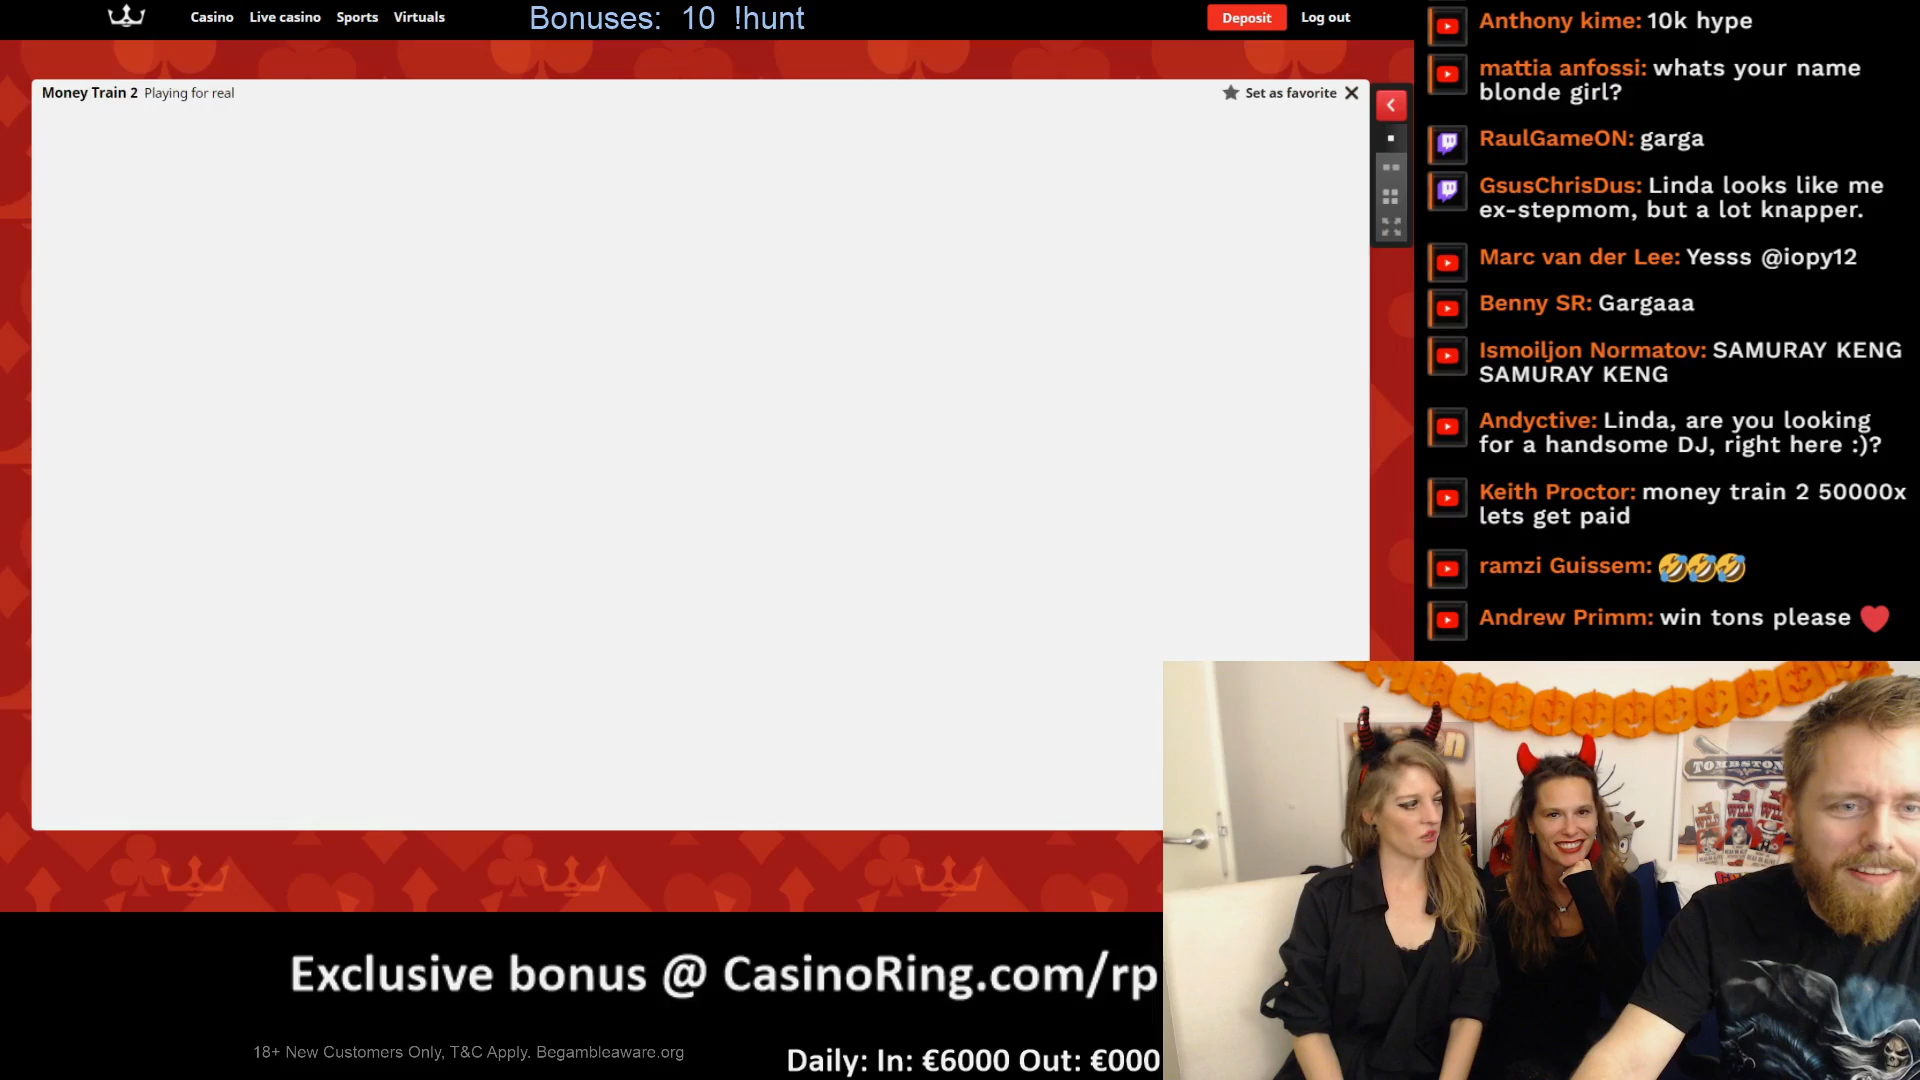 Casino Live casino Sports Virtuals
Bonuses: 10 !hunt
Deposit Log out
Money Train 2 Playing for real
Set as favorite
Anthony kime: 10k hype
mattia anfossi: whats your name
blonde girl?
RaulGameON: garga
GsusChrisDus: Linda looks like me
ex-stepmom, but a lot knapper.
Marc van der Lee: Yesss @iopy12
Benny SR: Gargaaa
Ismoiljon Normatov: SAMURAY KENG
SAMURAY KENG
Andyctive: Linda, are you looking
for a handsome DJ, right here :)?
Keith Proctor: money train 2 50000x
lets get paid
ramzi Guissem: 🤣🤣🤣
Andrew Primm: win tons please ❤️
TOMBSTON
WILD
Exclusive bonus @ CasinoRing.com/rp
18+ New Customers Only, T&C Apply. Begambleaware.org
Daily: In: €6000 Out: €000